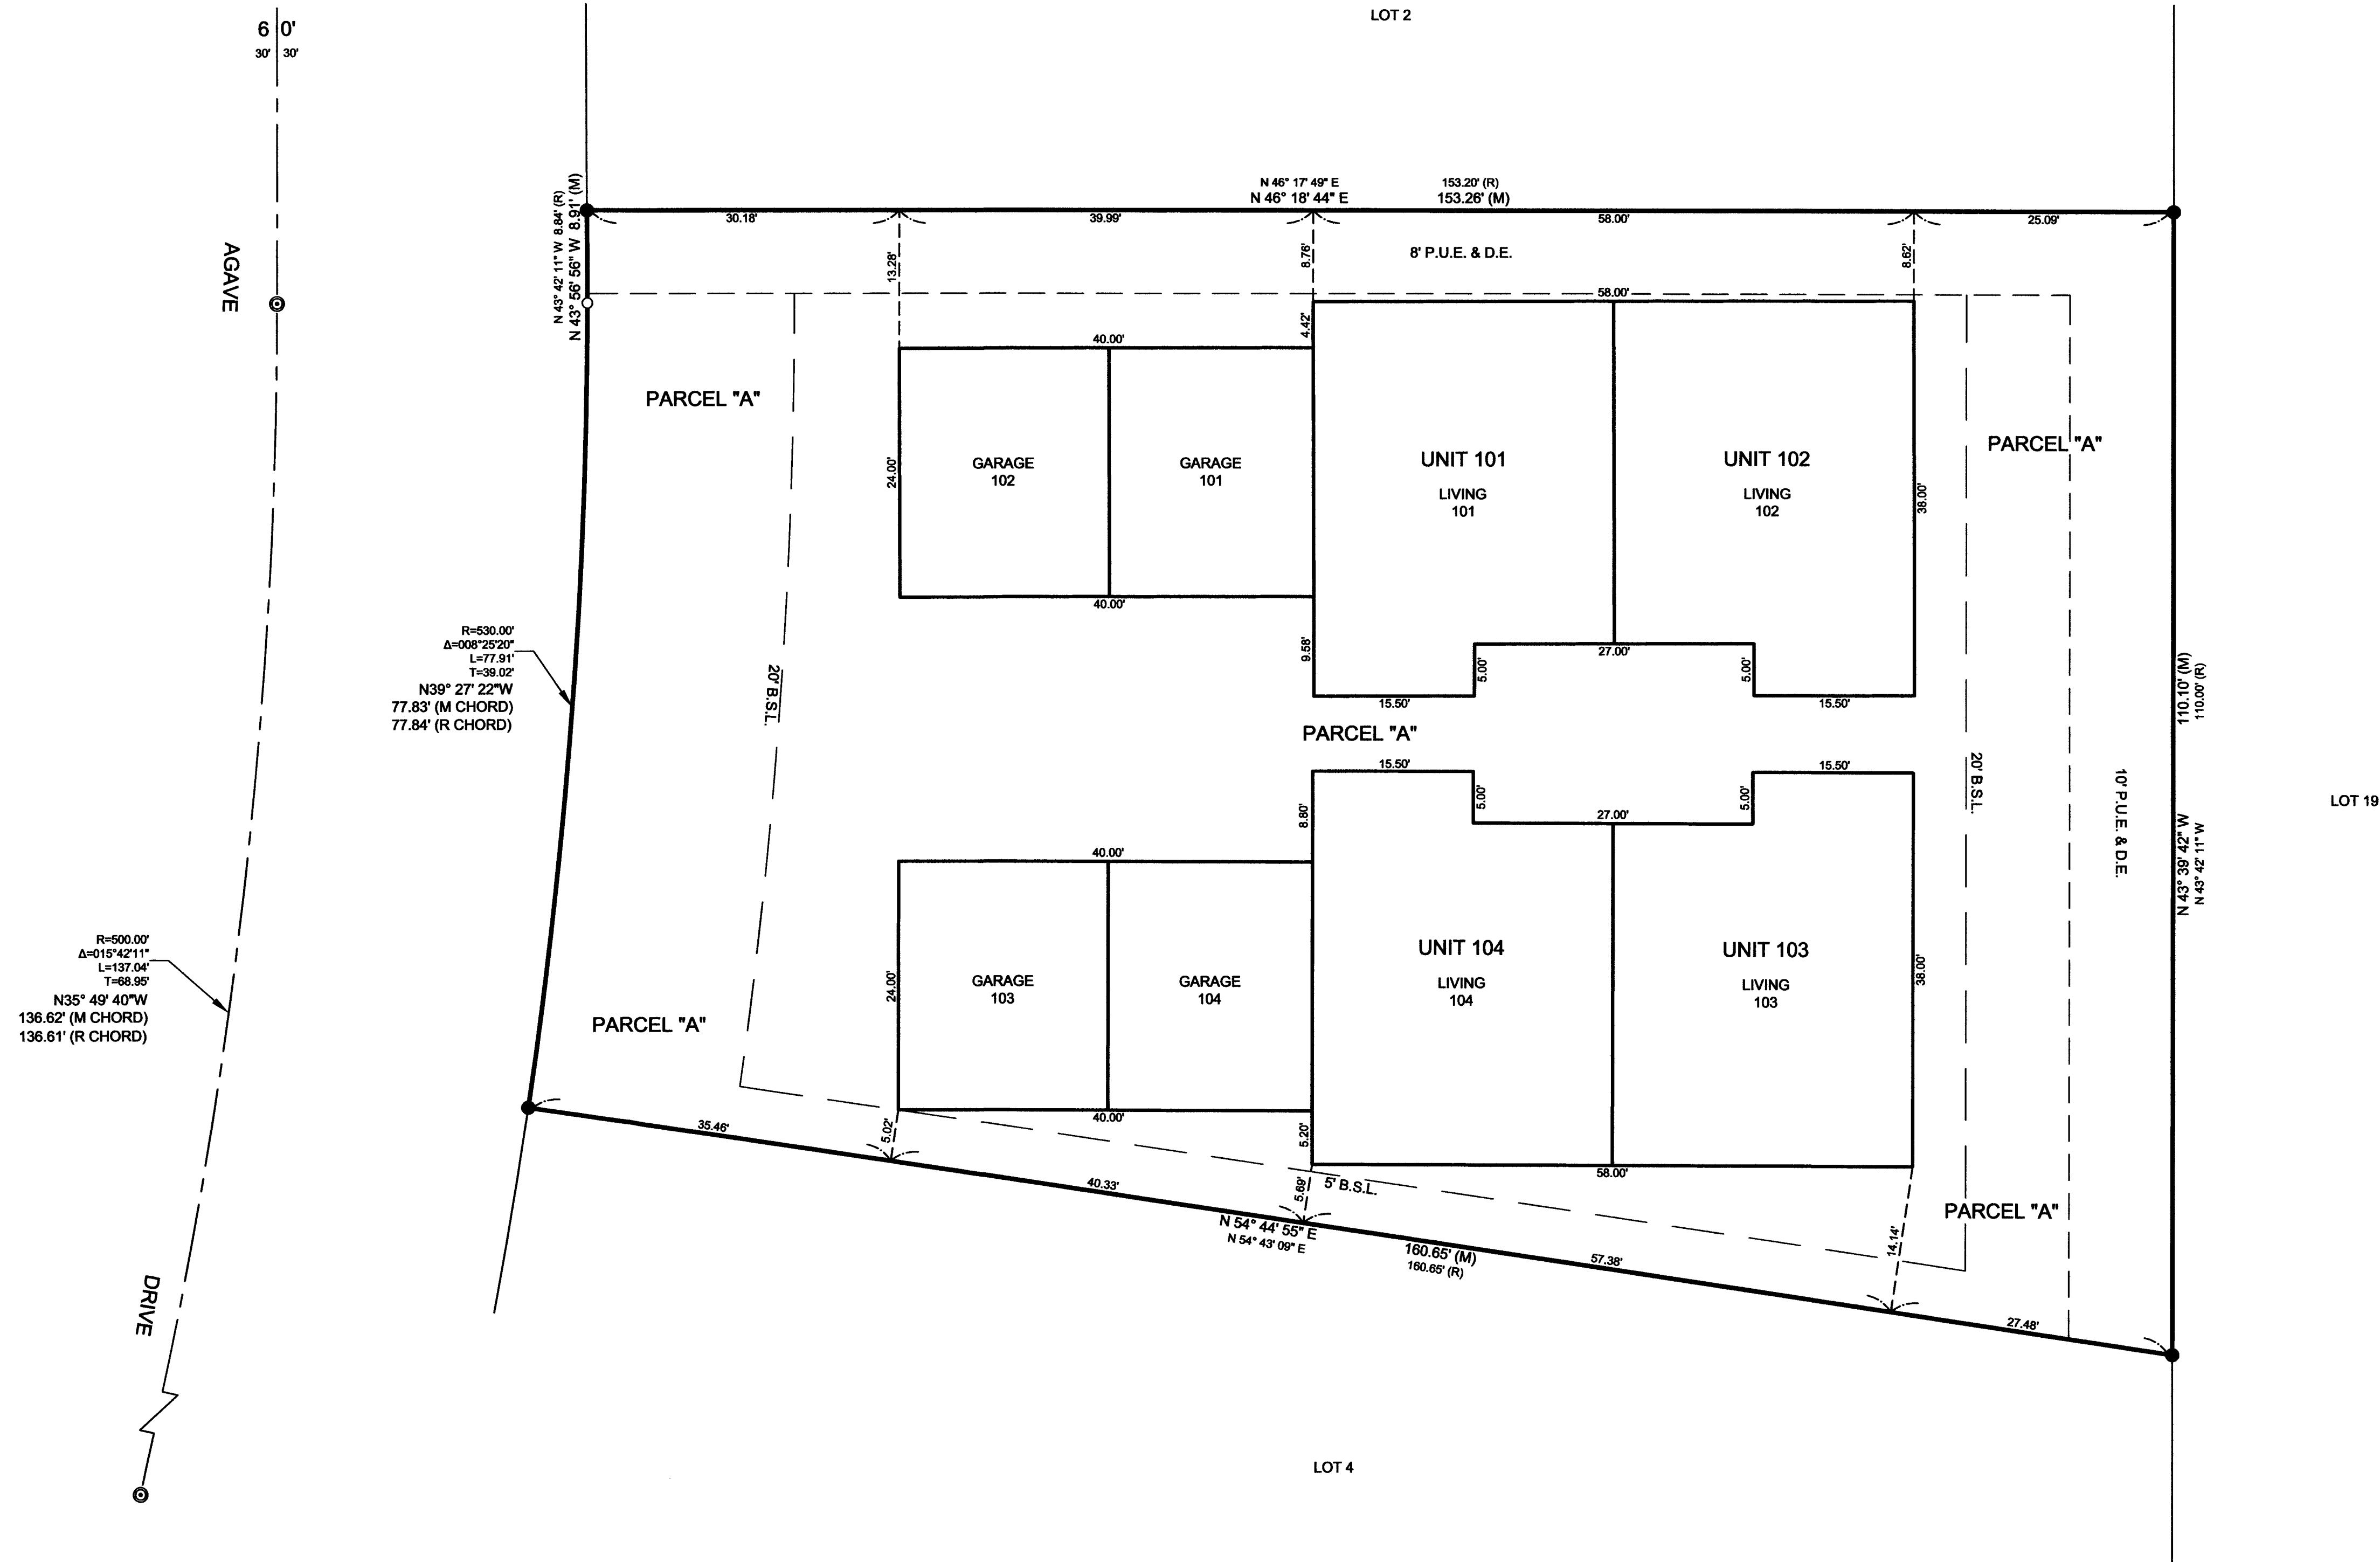 LOT 2
6 0'
30' 30'
AGAVE
DRIVE
N 46° 17' 49" E 153.20' (R)
N 46° 18' 44" E 153.26' (M)
30.18'
39.99'
58.00'
25.09'
N 43° 42' 11" W 8.84' (R)
N 43° 56' 56" W 8.91' (M)
13.28'
8.76'
8' P.U.E. & D.E.
8.62'
58.00'
4.42'
40.00'
PARCEL "A"
PARCEL "A"
24.00'
GARAGE
102
GARAGE
101
UNIT 101
LIVING
101
UNIT 102
LIVING
102
38.00'
40.00'
9.58'
5.00'
27.00'
5.00'
15.50'
15.50'
R=530.00'
Δ=008°25'20"
L=77.91'
T=39.02'
N39° 27' 22"W
77.83' (M CHORD)
77.84' (R CHORD)
20' B.S.L.
PARCEL "A"
20' B.S.L.
10' P.U.E. & D.E.
110.10' (M)
110.00' (R)
N 43° 39' 42" W
N 43° 42' 11" W
LOT 19
15.50'
15.50'
8.80'
5.00'
27.00'
5.00'
40.00'
24.00'
GARAGE
103
GARAGE
104
UNIT 104
LIVING
104
UNIT 103
LIVING
103
38.00'
R=500.00'
Δ=015°42'11"
L=137.04'
T=68.95'
N35° 49' 40"W
136.62' (M CHORD)
136.61' (R CHORD)
PARCEL "A"
40.00'
5.20'
58.00'
35.46'
5.02'
40.33'
5.69'
5' B.S.L.
14.14'
PARCEL "A"
N 54° 44' 55" E
N 54° 43' 09" E
160.65' (M)
160.65' (R)
57.38'
27.48'
LOT 4